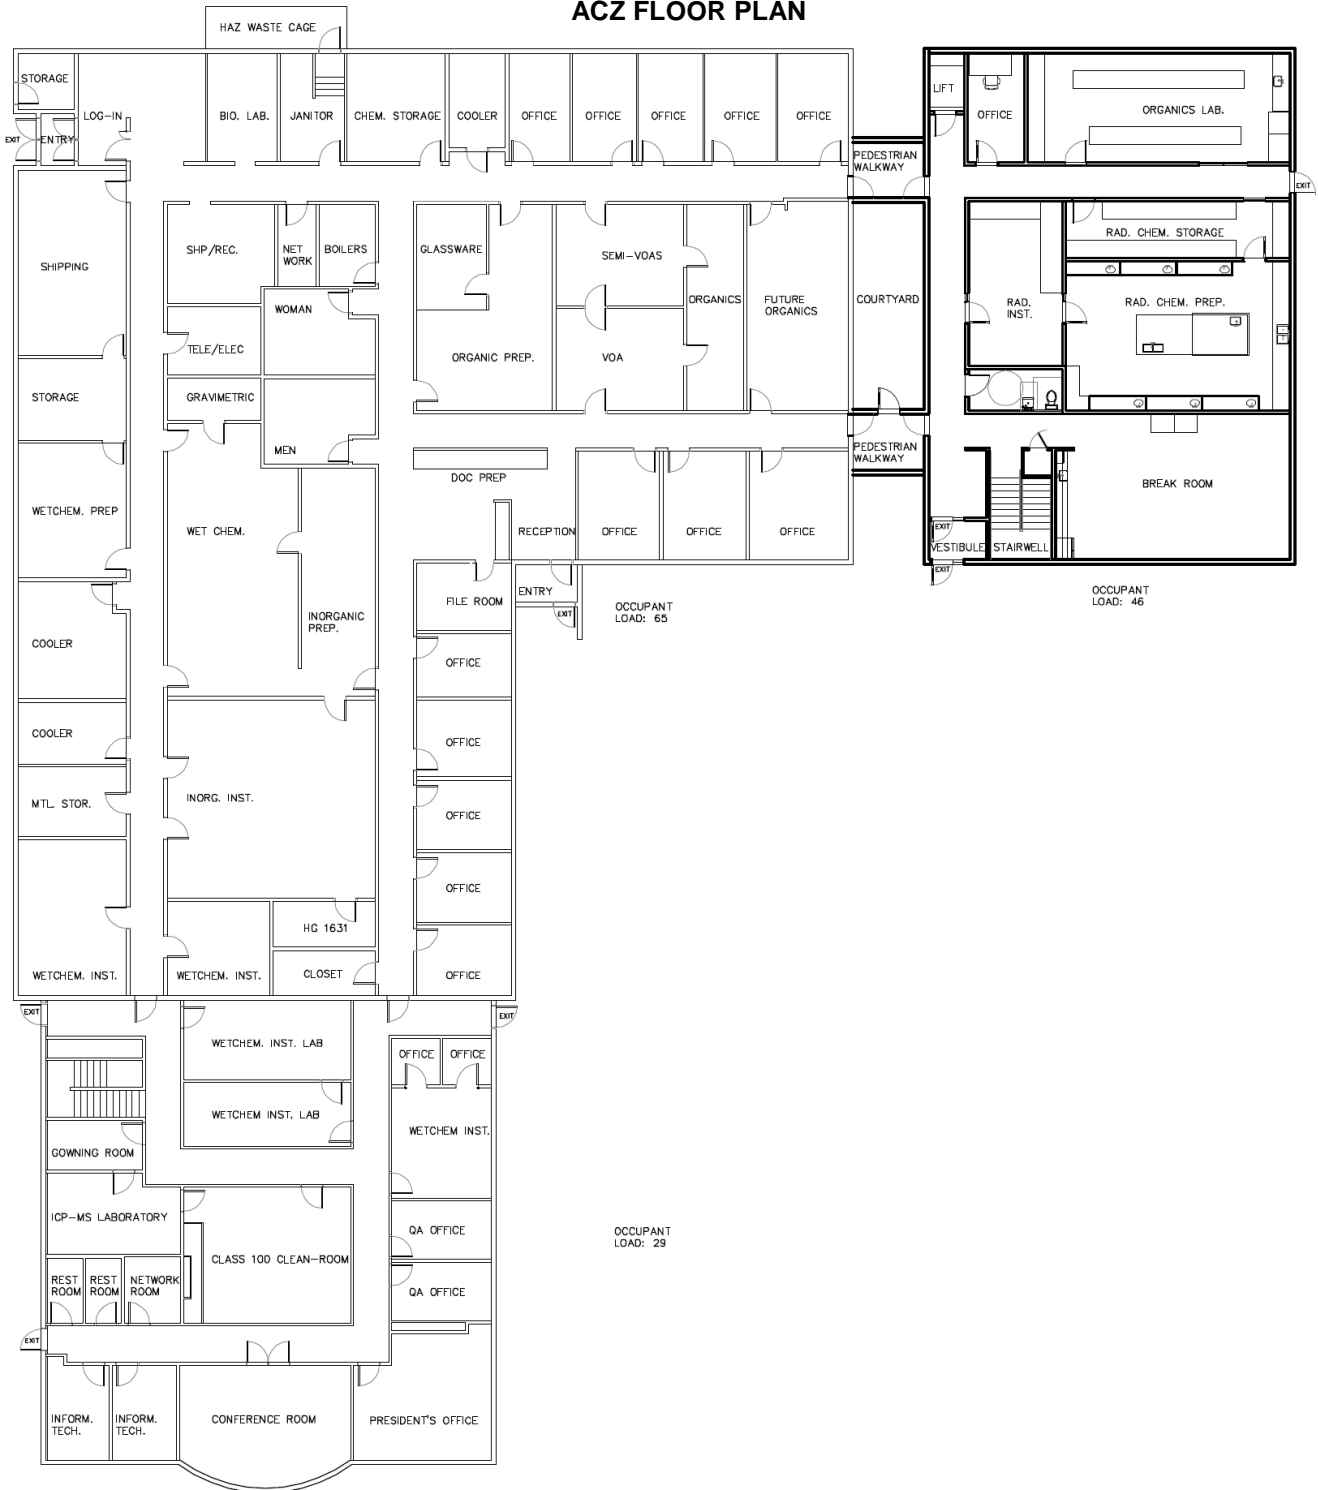 ACZ FLOOR PLAN
HAZ WASTE CAGE
STORAGE
LOG-IN
BIO. LAB.
JANITOR
CHEM. STORAGE
COOLER
OFFICE
OFFICE
OFFICE
OFFICE
OFFICE
EXIT
ENTRY
PEDESTRIAN
WALKWAY
LIFT
OFFICE
ORGANICS LAB.
EXIT
SHIPPING
SHP/REC.
NET
WORK
BOILERS
GLASSWARE
SEMI-VOAS
ORGANICS
FUTURE
ORGANICS
COURTYARD
RAD.
INST.
RAD. CHEM. STORAGE
RAD. CHEM. PREP.
WOMAN
TELE/ELEC
ORGANIC PREP.
VOA
STORAGE
GRAVIMETRIC
MEN
DOC PREP
PEDESTRIAN
WALKWAY
BREAK ROOM
WETCHEM. PREP
WET CHEM.
RECEPTION
OFFICE
OFFICE
OFFICE
EXIT
VESTIBULE
STAIRWELL
EXIT
INORGANIC
PREP.
FILE ROOM
ENTRY
EXIT
OCCUPANT
LOAD: 65
OCCUPANT
LOAD: 46
COOLER
OFFICE
COOLER
OFFICE
MTL. STOR.
INORG. INST.
OFFICE
OFFICE
HG 1631
WETCHEM. INST.
WETCHEM. INST.
CLOSET
OFFICE
EXIT
EXIT
WETCHEM. INST. LAB
OFFICE
OFFICE
WETCHEM INST. LAB
WETCHEM INST.
GOWNING ROOM
ICP-MS LABORATORY
CLASS 100 CLEAN-ROOM
QA OFFICE
OCCUPANT
LOAD: 29
REST
ROOM
REST
ROOM
NETWORK
ROOM
QA OFFICE
EXIT
INFORM.
TECH.
INFORM.
TECH.
CONFERENCE ROOM
PRESIDENT'S OFFICE